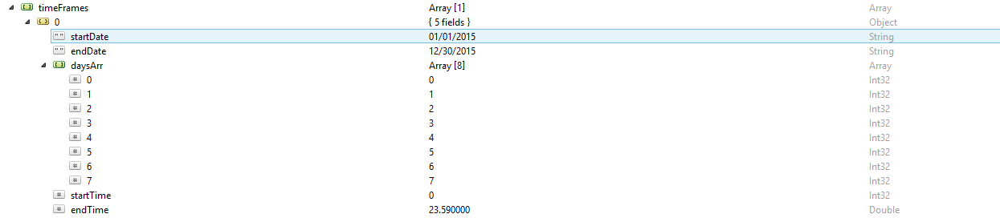 timeFrames Array [1] Array
0 { 5 fields } Object
"" startDate 01/01/2015 String
"" endDate 12/30/2015 String
daysArr Array [8] Array
# 0 0 Int32
# 1 1 Int32
# 2 2 Int32
# 3 3 Int32
# 4 4 Int32
# 5 5 Int32
# 6 6 Int32
# 7 7 Int32
# startTime 0 Int32
# endTime 23.590000 Double